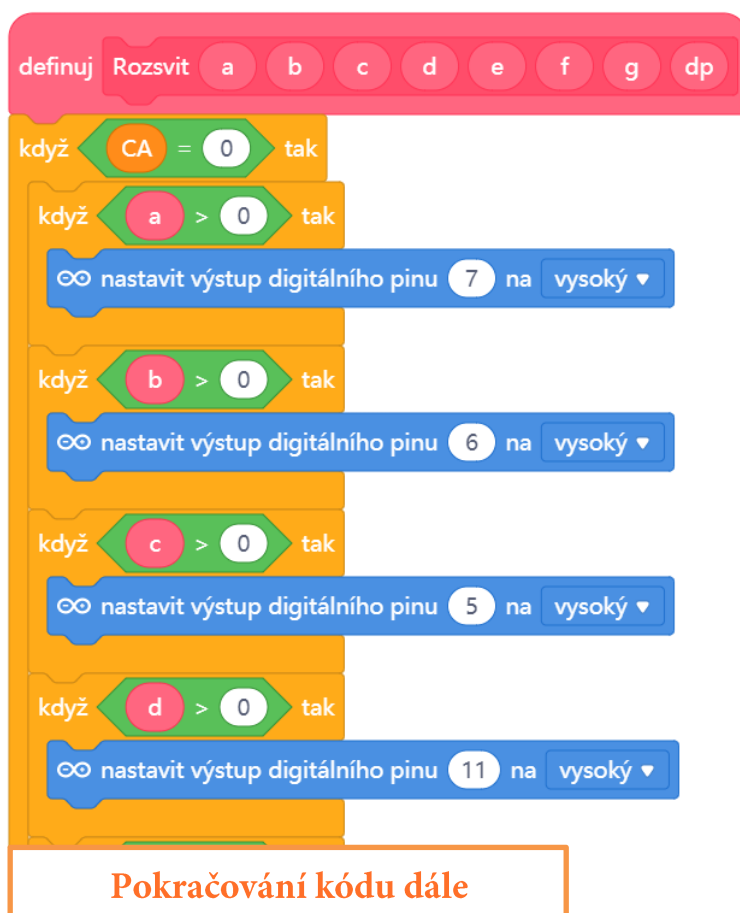 definuj Rozsvit a b c d e f g dp
když CA = 0 tak
když a > 0 tak
nastavit výstup digitálního pinu 7 na vysoký
když b > 0 tak
nastavit výstup digitálního pinu 6 na vysoký
když c > 0 tak
nastavit výstup digitálního pinu 5 na vysoký
když d > 0 tak
nastavit výstup digitálního pinu 11 na vysoký
Pokračování kódu dále